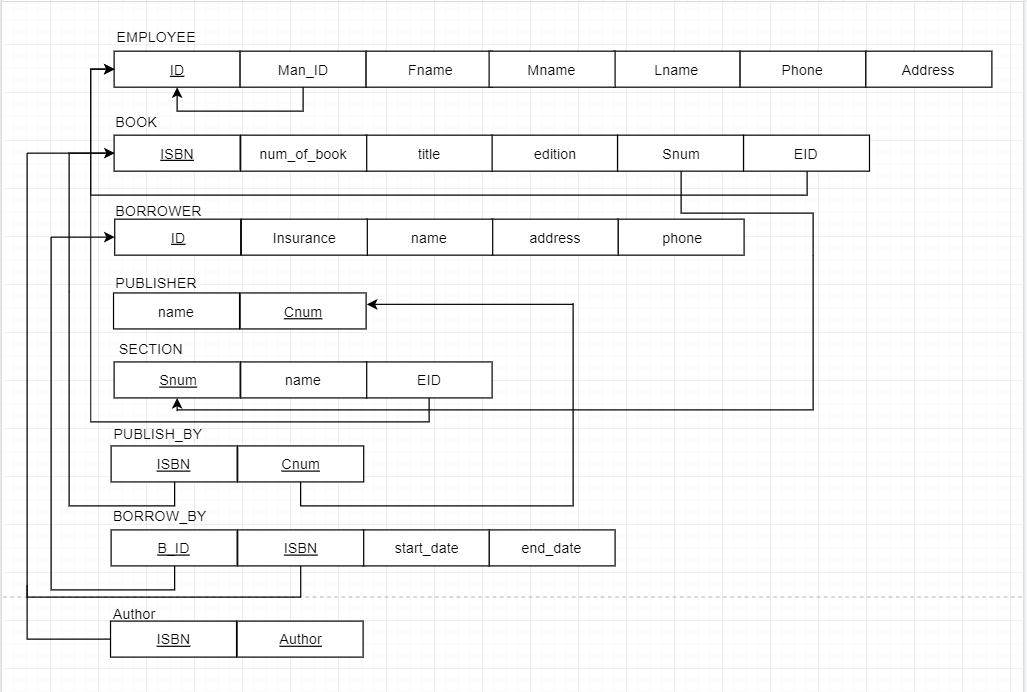 EMPLOYEE
ID Man_ID Fname Mname Lname Phone Address
BOOK
ISBN num_of_book title edition Snum EID
BORROWER
ID Insurance name address phone
PUBLISHER
name Cnum
SECTION
Snum name EID
PUBLISH_BY
ISBN Cnum
BORROW_BY
B_ID ISBN start_date end_date
Author
ISBN Author